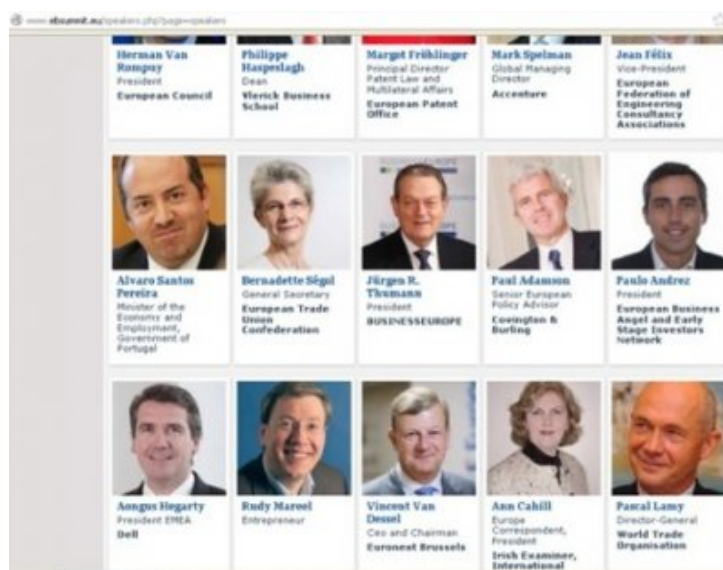 www.ebsummit.eu/speakers.php?page=speakers
Herman Van
Rompuy
President
European Council
Philippe
Haspeslagh
Dean
Vlerick Business
School
Margot Fröhlinger
Principal Director
Patent Law and
Multilateral Affairs
European Patent
Office
Mark Spelman
Global Managing
Director
Accenture
Jean Félix
Vice-President
European
Federation of
Engineering
Consultancy
Associations
Alvaro Santos
Pereira
Minister of the
Economy and
Employment,
Government of
Portugal
Bernadette Ségol
General Secretary
European Trade
Union
Confederation
Jürgen R.
Thumann
President
BUSINESSEUROPE
Paul Adamson
Senior European
Policy Advisor
Covington &
Burling
Paulo Andrez
President
European Business
Angel and Early
Stage Investors
Network
Aongus Hegarty
President EMEA
Dell
Rudy Mareel
Entrepreneur
Vincent Van
Dessel
Ceo and Chairman
Euronext Brussels
Ann Cahill
Europe
Correspondent,
President
Irish Examiner,
International
Pascal Lamy
Director-General
World Trade
Organisation